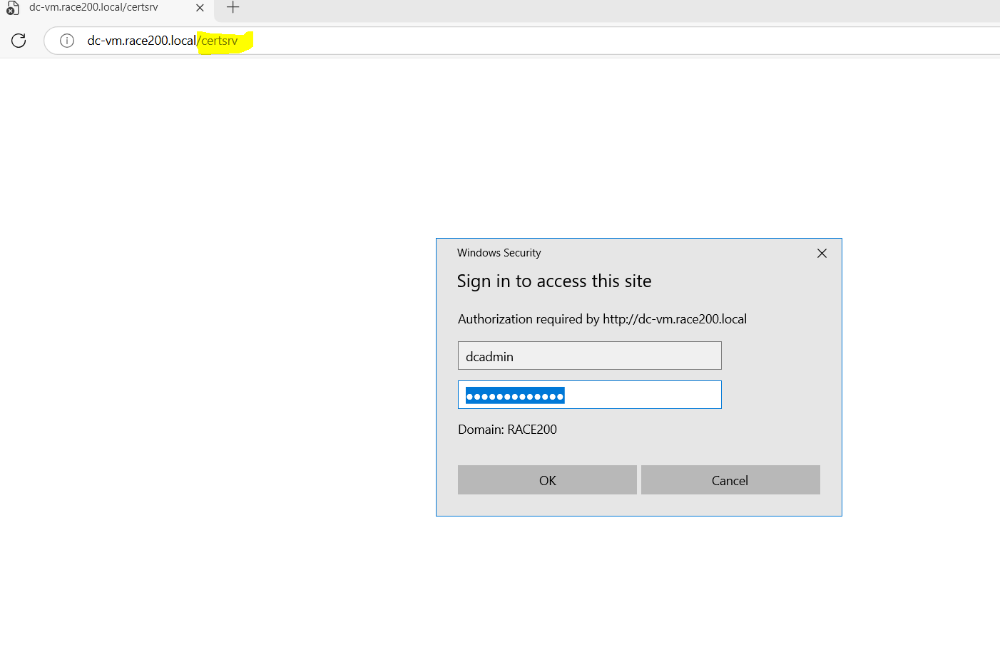 dc-vm.race200.local/certsrv
dc-vm.race200.local/certsrv
Windows Security
Sign in to access this site
Authorization required by http://dc-vm.race200.local
dcadmin
●●●●●●●●●●●●●
Domain: RACE200
OK
Cancel